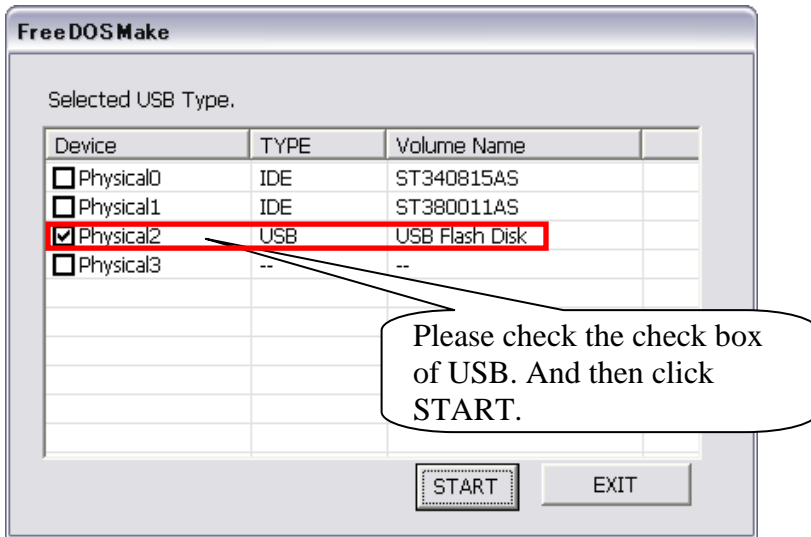 FreeDOSMake
Selected USB Type.
Device TYPE Volume Name
Physical0 IDE ST340815AS
Physical1 IDE ST380011AS
Physical2 USB USB Flash Disk
Physical3 -- --
Please check the check box
of USB. And then click
START.
START EXIT